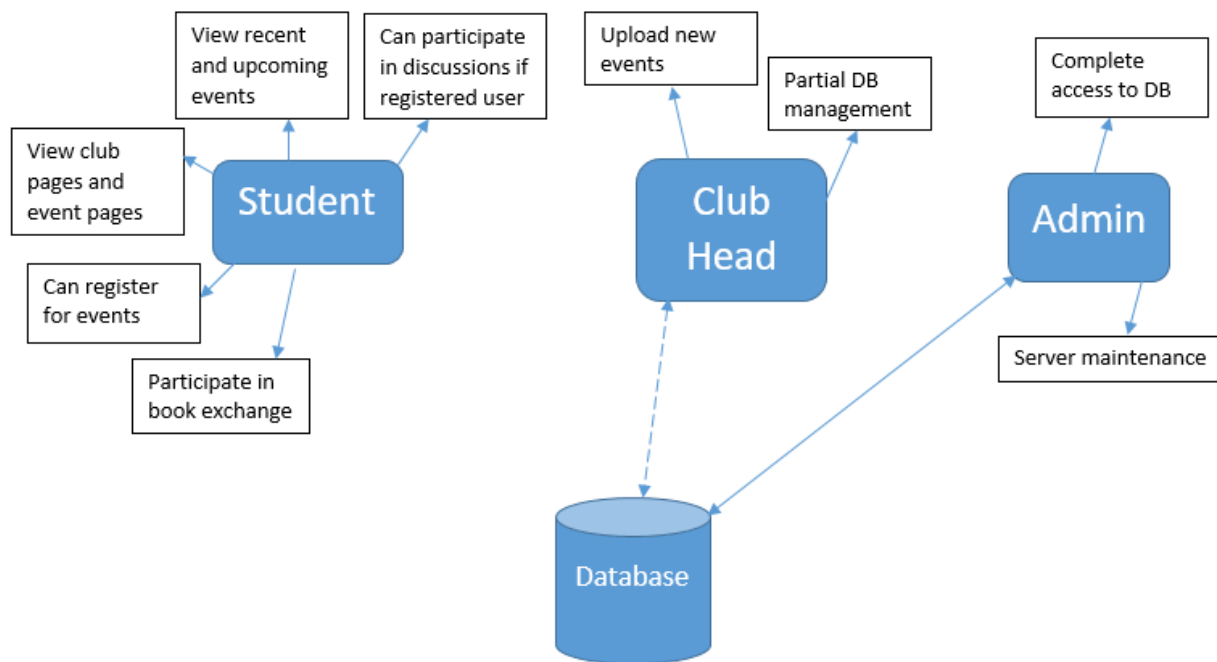 View recent
and upcoming
events
Can participate
in discussions if
registered user
View club
pages and
event pages
Student
Can register
for events
Participate in
book exchange
Upload new
events
Partial DB
management
Club
Head
Complete
access to DB
Admin
Server maintenance
Database